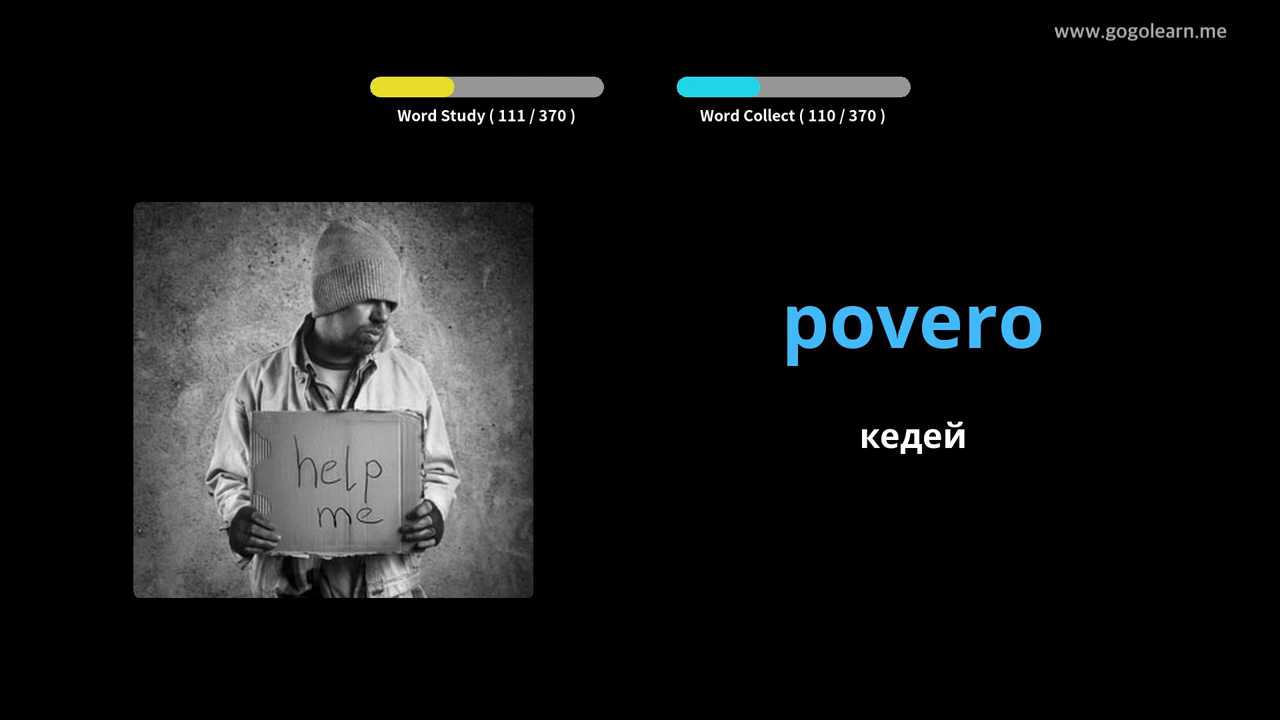 www.gogolearn.me
Word Study ( 111 / 370 )
Word Collect ( 110 / 370 )
help
me
povero
кедей